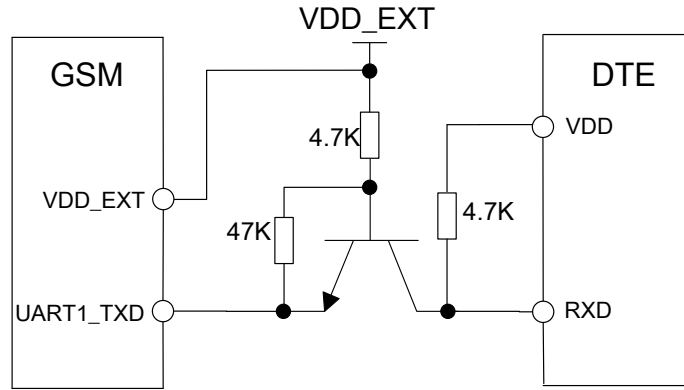 VDD_EXT
GSM
DTE
4.7K
VDD
VDD_EXT
47K
4.7K
UART1_TXD
RXD